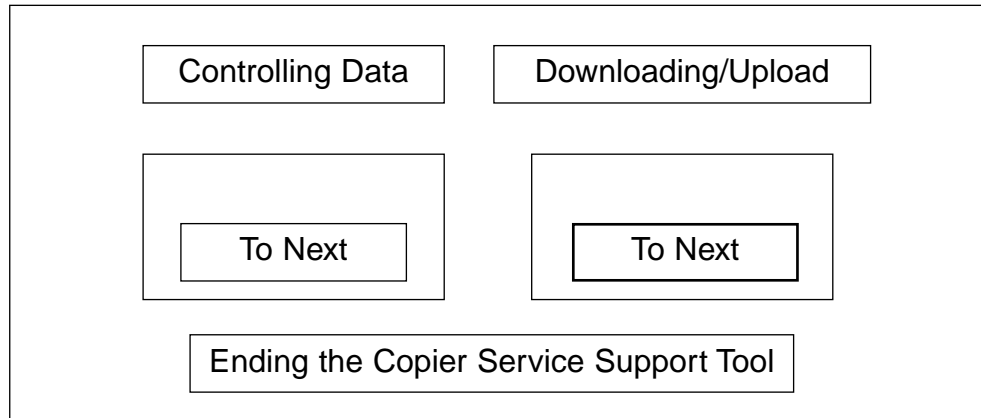 Controlling Data
Downloading/Upload
To Next
To Next
Ending the Copier Service Support Tool